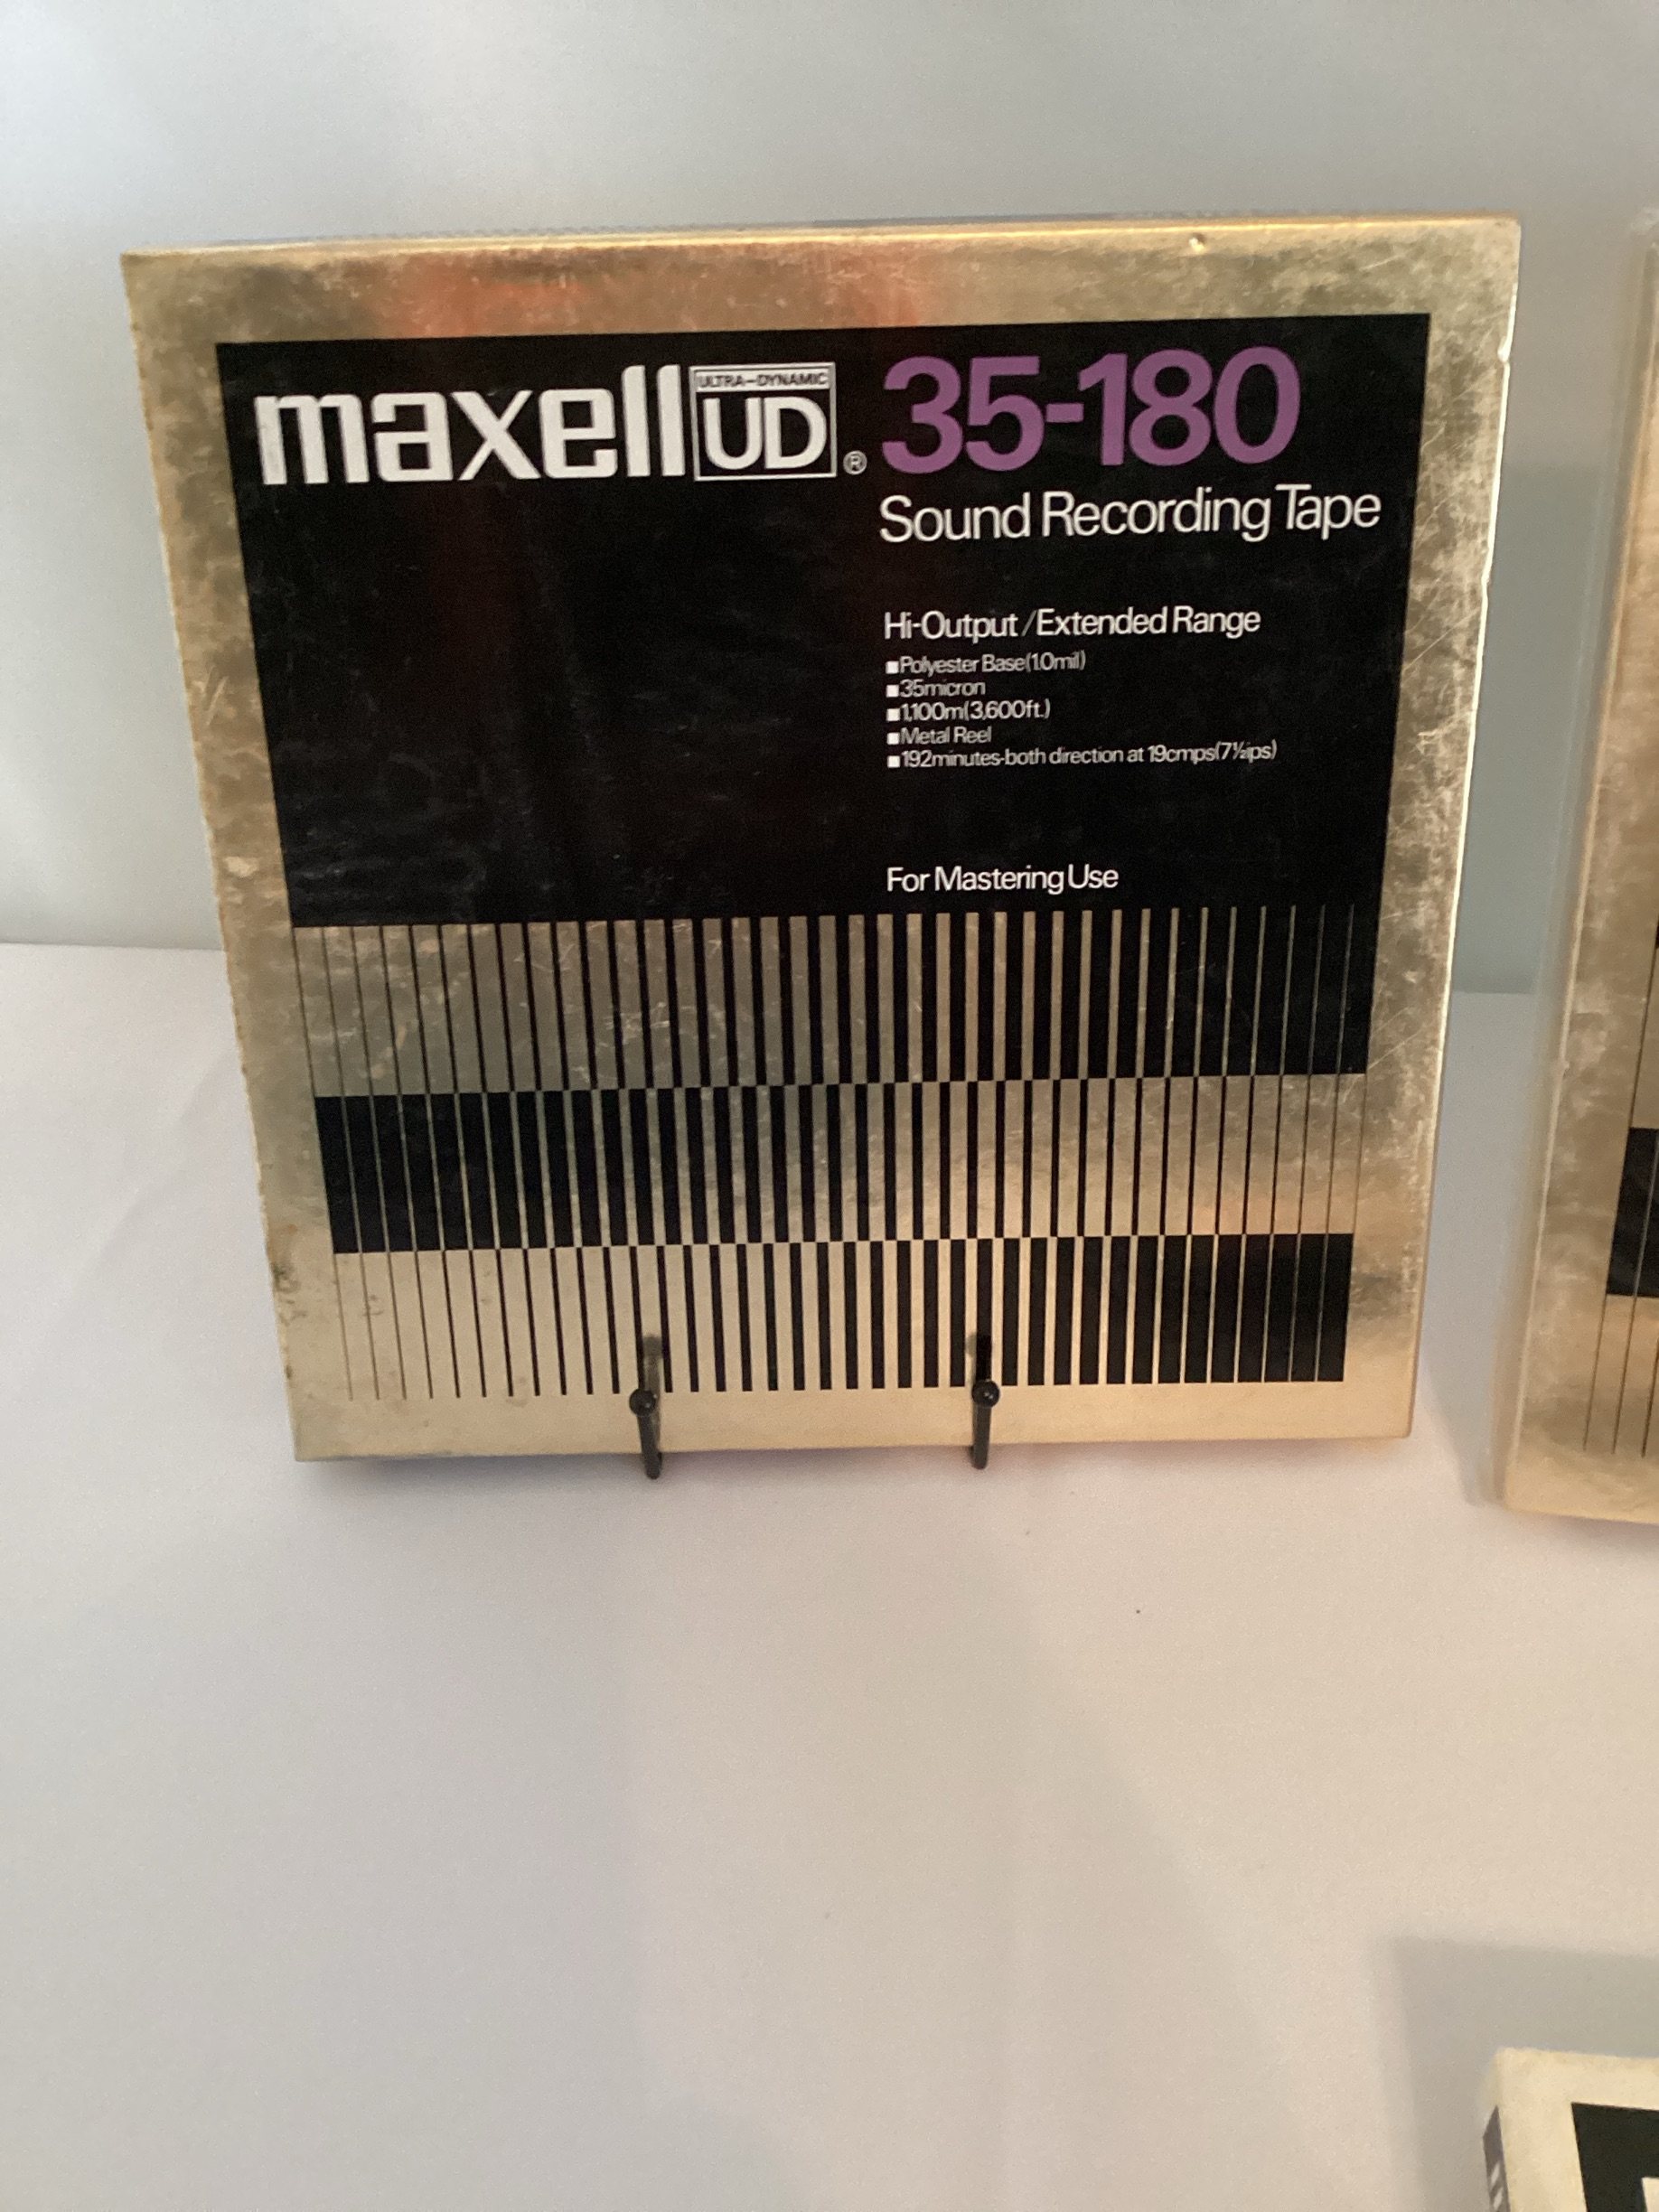 maxell ULTRA-DYNAMIC UD® 35-180
Sound Recording Tape
Hi-Output/Extended Range
■Polyester Base(1.0mil)
■35micron
■1,100m(3,600ft.)
■Metal Reel
■192minutes-both direction at 19cmps(7½ips)
For Mastering Use